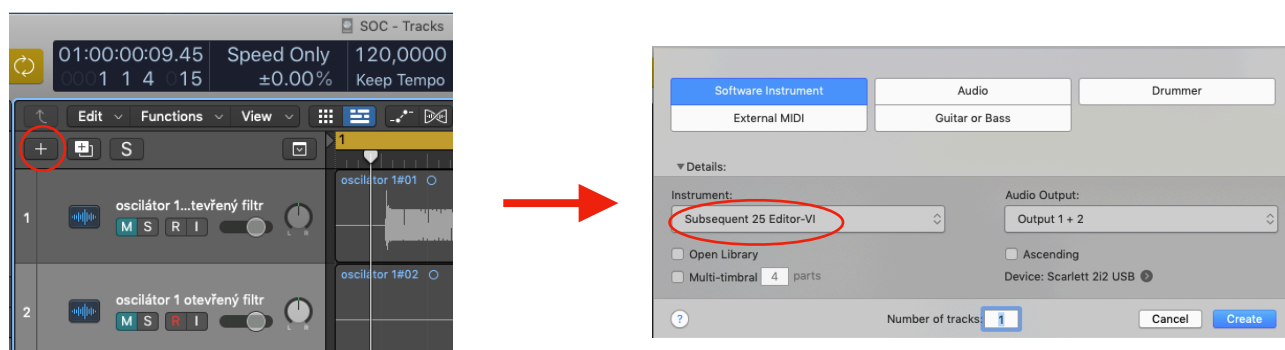 SOC - Tracks
01:00:00:09.45 Speed Only 120,0000
0001 1 4 015 ±0.00% Keep Tempo
Edit Functions View
+ S 1
oscilátor 1#01
oscilátor 1...tevřený filtr
1
M S R I
L R
oscilátor 1#02
oscilátor 1 otevřený filtr
2
M S R I
L R
Software Instrument Audio Drummer
External MIDI Guitar or Bass
Details:
Instrument: Audio Output:
Subsequent 25 Editor-VI Output 1 + 2
Open Library Ascending
Multi-timbral 4 parts Device: Scarlett 2i2 USB
? Number of tracks: 1 Cancel Create